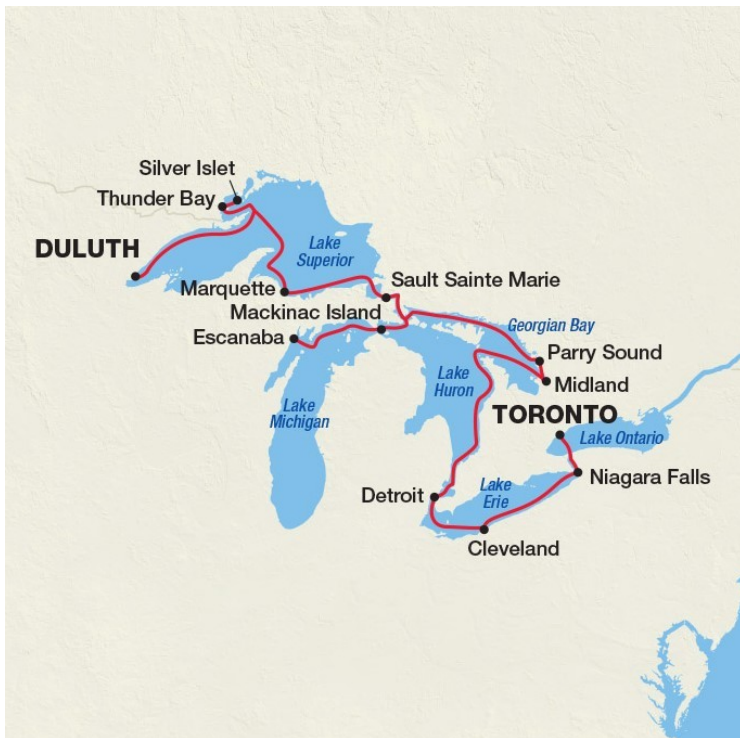 Silver Islet
Thunder Bay
DULUTH
Lake
Superior
Marquette
Sault Sainte Marie
Mackinac Island
Escanaba
Georgian Bay
Parry Sound
Lake
Huron
Midland
Lake
Michigan
TORONTO
Lake Ontario
Niagara Falls
Detroit
Lake
Erie
Cleveland